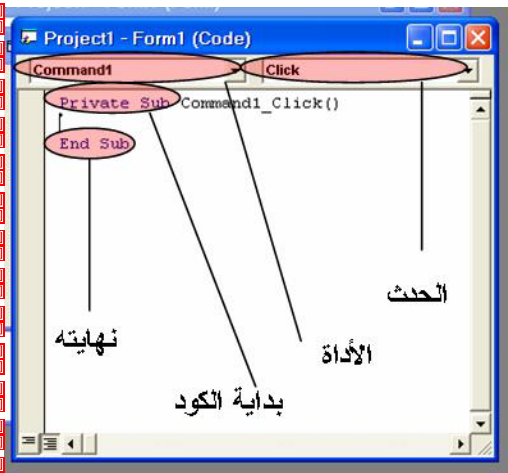 Project1 - Form1 (Code)
Command1 Click
Private Sub Command1_Click()
End Sub
الحدث
نهايته
الأداة
بداية الكود